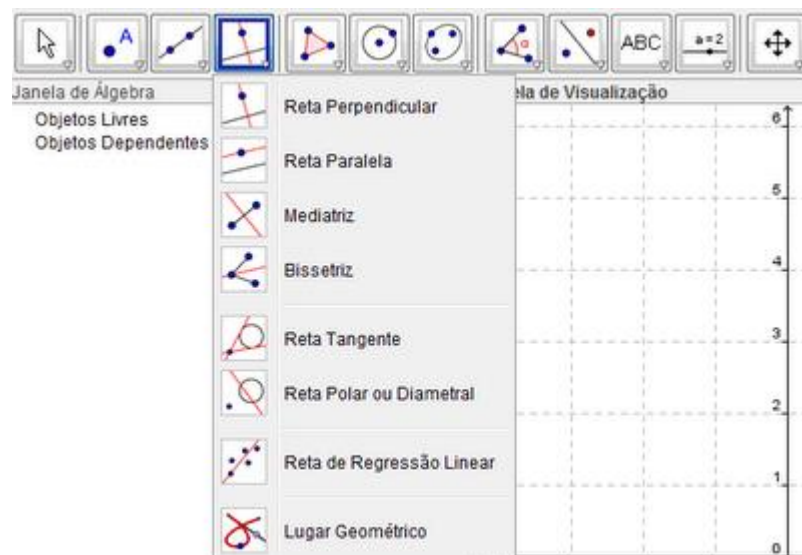 A
α
ABC
a=2
Janela de Álgebra
ela de Visualização
Objetos Livres
Objetos Dependentes
Reta Perpendicular
Reta Paralela
Mediatriz
Bissetriz
Reta Tangente
Reta Polar ou Diametral
Reta de Regressão Linear
Lugar Geométrico
6
5
4
3
2
1
0